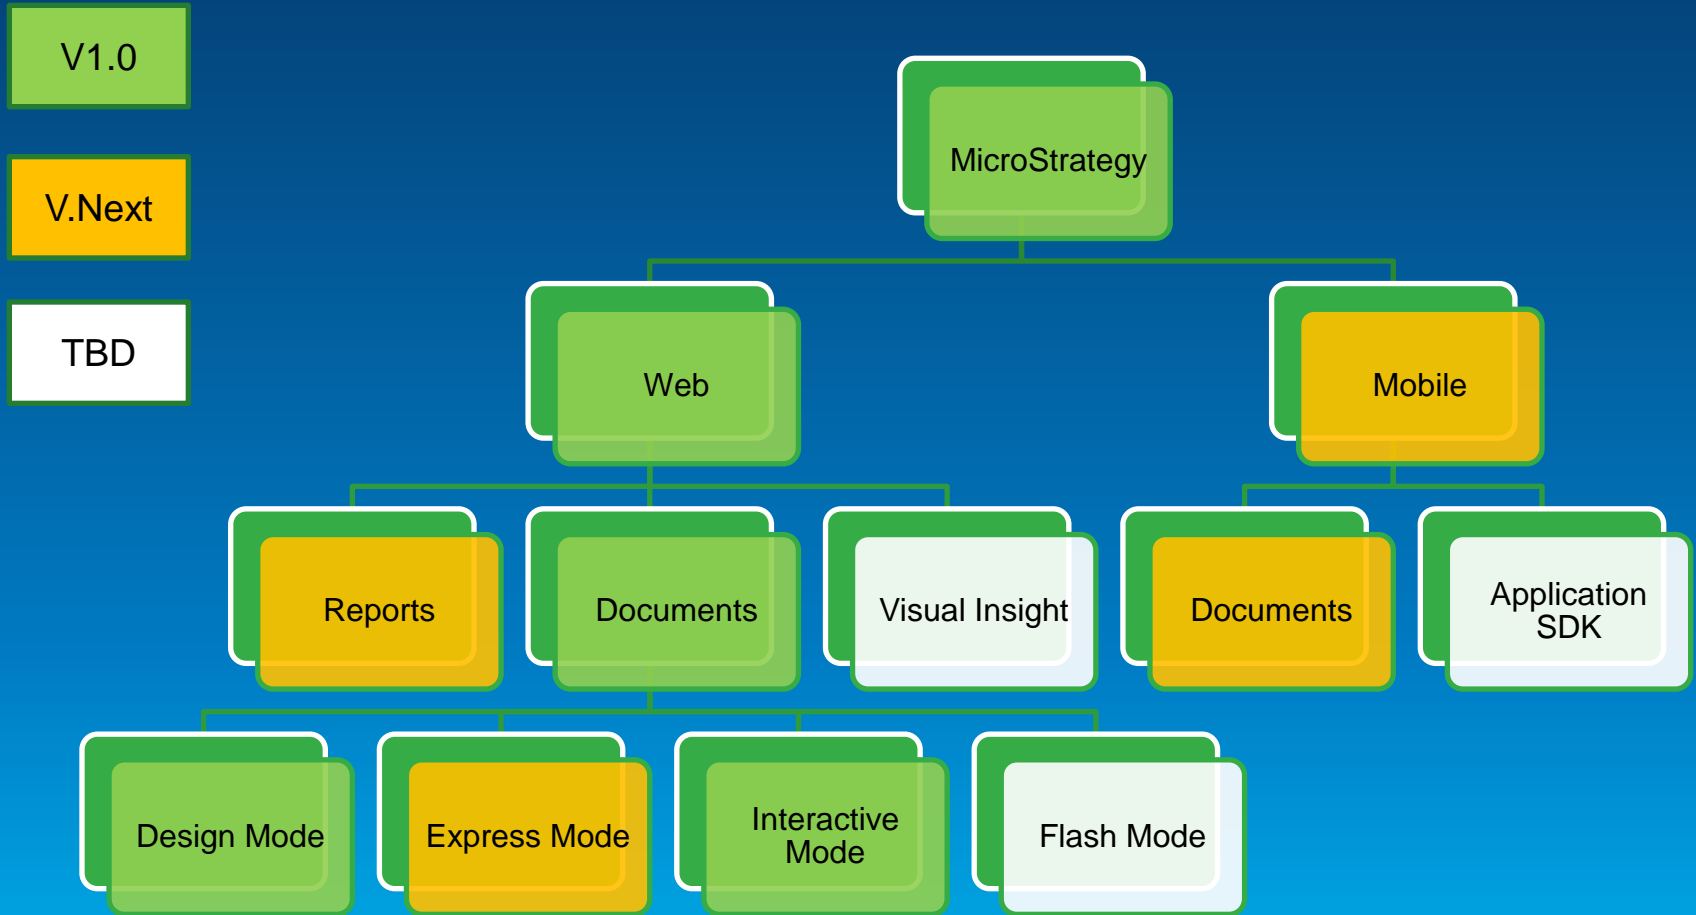 V1.0
V.Next
TBD
MicroStrategy
Web
Mobile
Reports
Documents
Visual Insight
Documents
Application
SDK
Design Mode
Express Mode
Interactive
Mode
Flash Mode